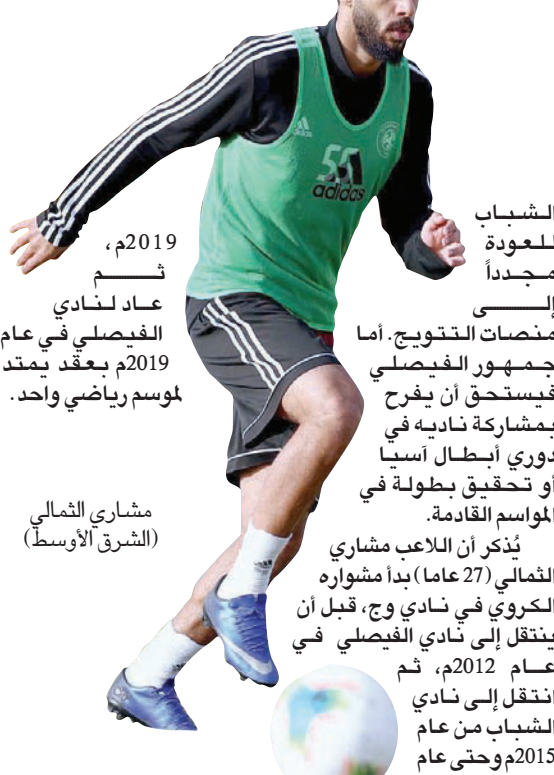 الشباب
للعودة
مجدداً
إلى
منصات التتويج. أما
جمهور الفيصلي
فيستحق أن يفرح
بمشاركة ناديه في
دوري أبطال آسيا
أو تحقيق بطولة في
المواسم القادمة.
يُذكر أن اللاعب مشاري
الثمالي (27 عاما) بدأ مشواره
الكروي في نادي وج، قبل أن
ينتقل إلى نادي الفيصلي في
عام 2012م، ثم
انتقل إلى نادي
الشباب من عام
2015م وحتى عام
2019م،
ثم
عاد لنادي
الفيصلي في عام
2019م بعقد يمتد
لموسم رياضي واحد.
مشاري الثمالي
(الشرق الأوسط)
adidas
adidas